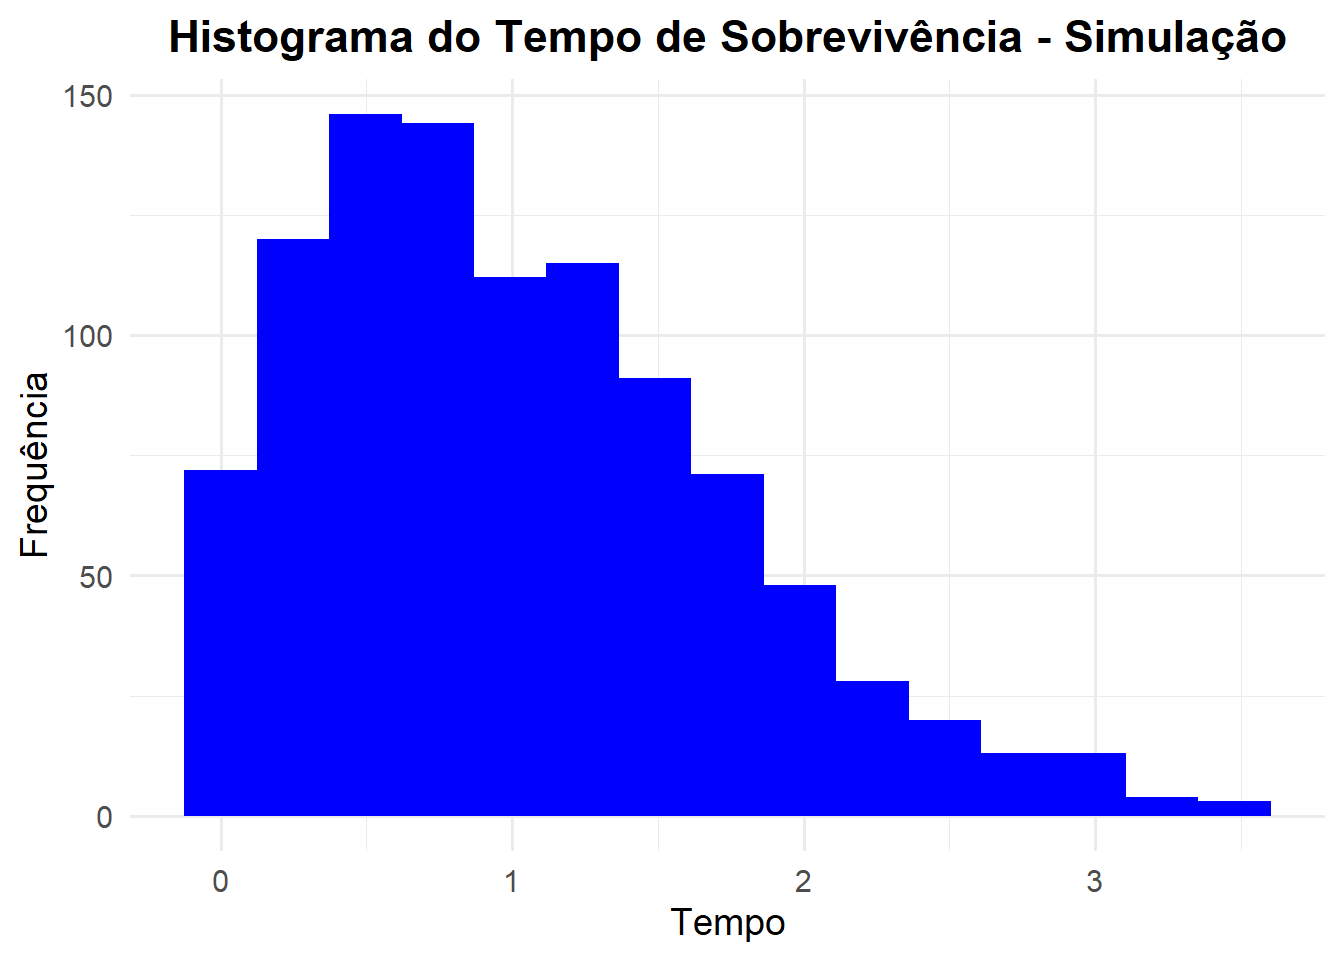 Histograma do Tempo de Sobrevivência - Simulação
150
100
50
0
Frequência
0 1 2 3
Tempo